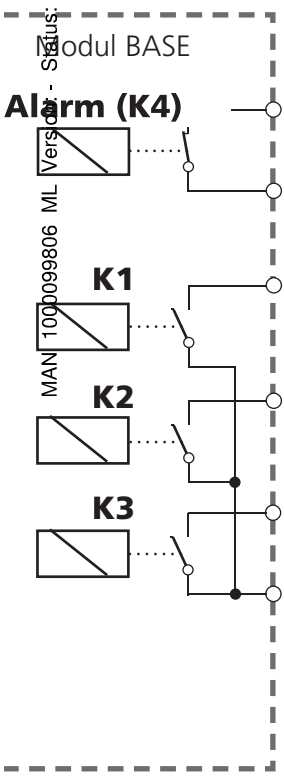 Modul BASE
Alarm (K4)
K1
K2
K3
MAN 1000099806 ML Version: - Status: